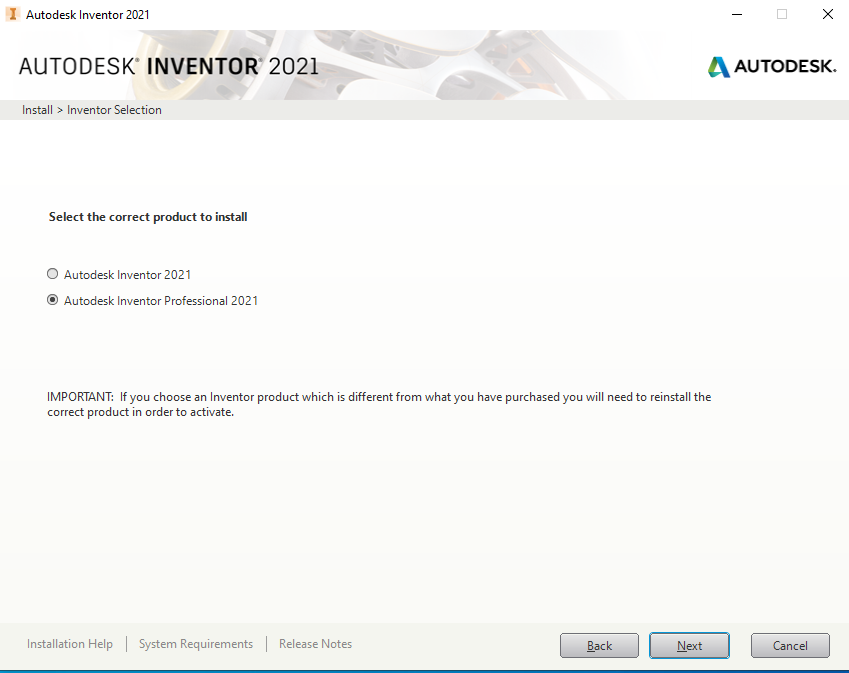 Autodesk Inventor 2021
AUTODESK® INVENTOR® 2021
AUTODESK.
Install > Inventor Selection
Select the correct product to install
Autodesk Inventor 2021
Autodesk Inventor Professional 2021
IMPORTANT:  If you choose an Inventor product which is different from what you have purchased you will need to reinstall the
correct product in order to activate.
Installation Help | System Requirements | Release Notes
Back Next Cancel